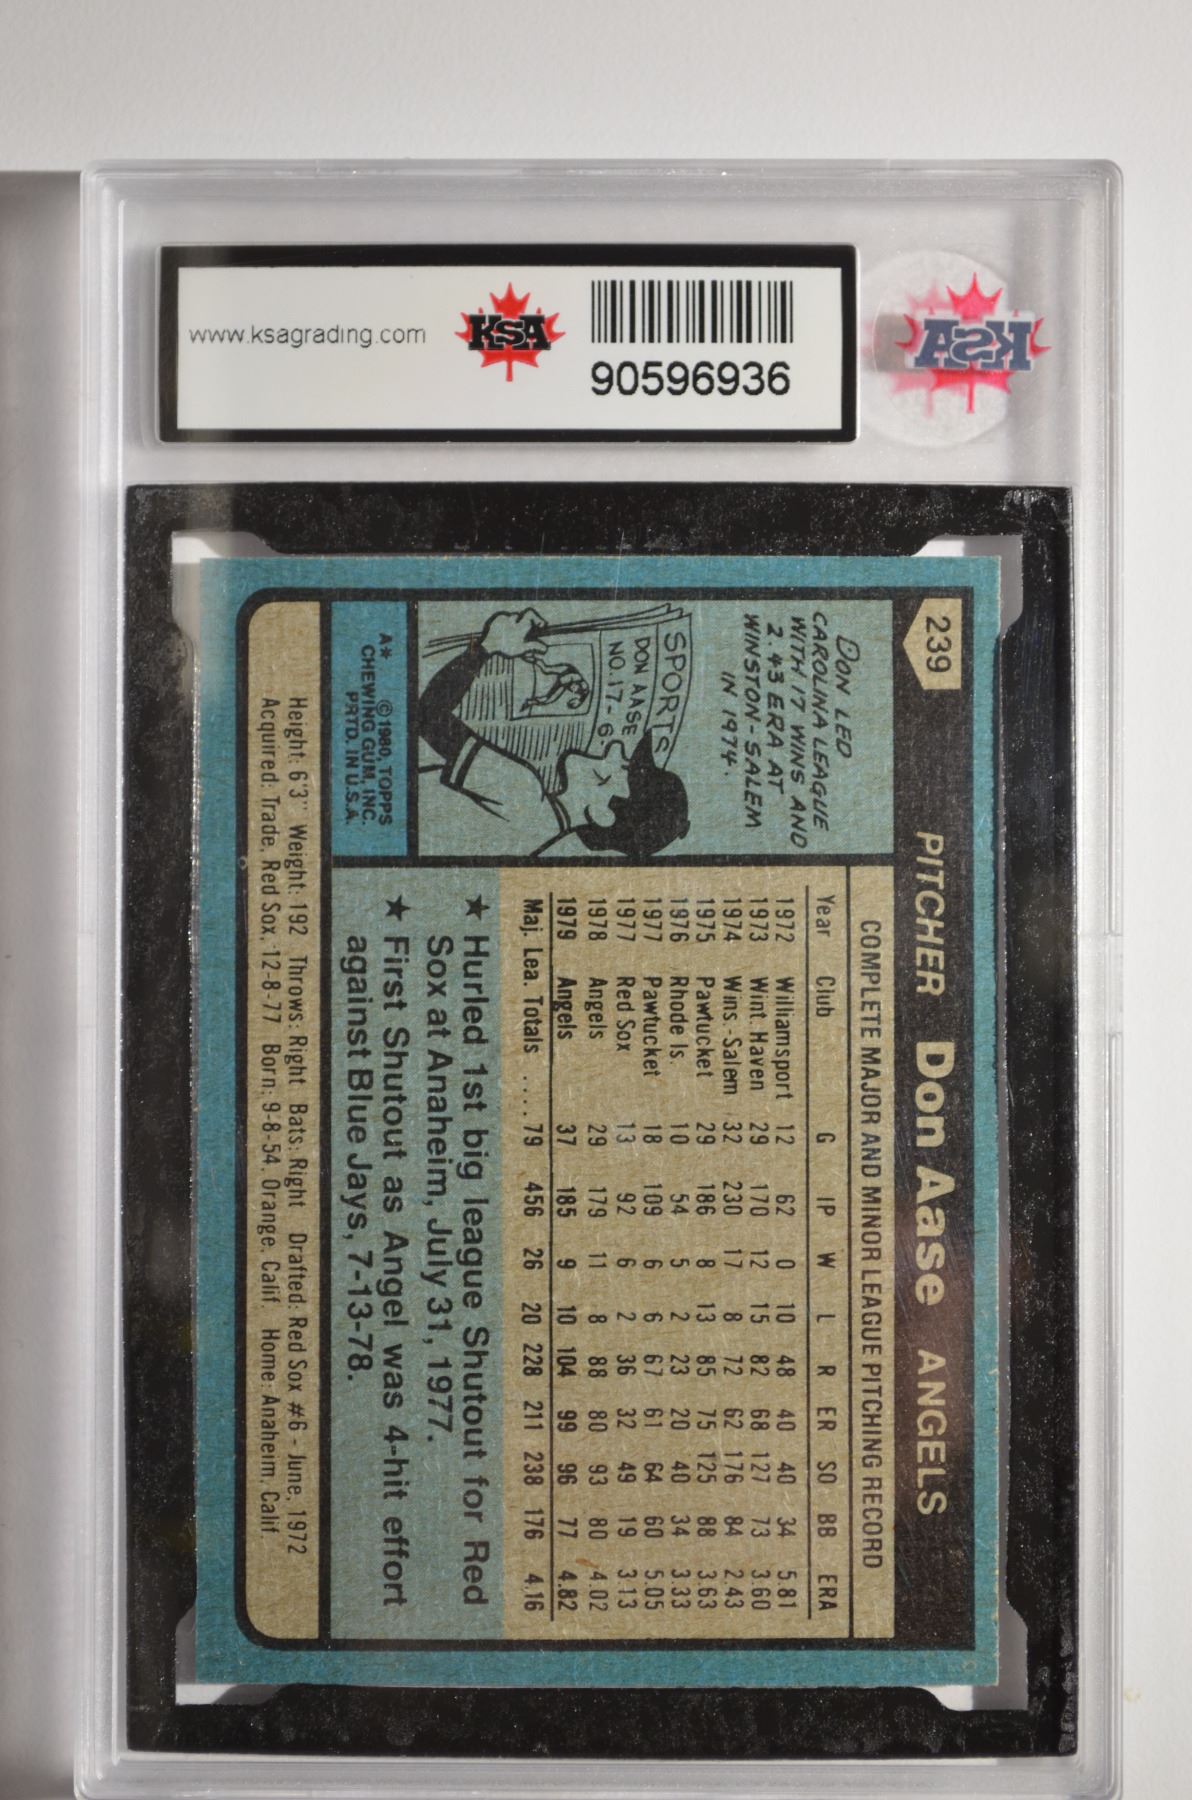 www.ksagrading.com
KSA
90596936
KSA
239
PITCHER Don Aase ANGELS
DON LED
CAROLINA LEAGUE
WITH 17 WINS AND
2.43 ERA AT
WINSTON-SALEM
IN 1974.
SPORTS
DON AASE
NO. 17-6
A* © 1980, TOPPS
CHEWING GUM, INC.
PRTD. IN U.S.A.
COMPLETE MAJOR AND MINOR LEAGUE PITCHING RECORD
Year Club G IP W L R ER SO BB ERA
1972 Williamsport 12 62 0 10 48 40 40 34 5.81
1973 Wint. Haven 29 170 12 15 82 68 127 73 3.60
1974 Wins.-Salem 32 230 17 8 72 62 176 84 2.43
1975 Pawtucket 29 186 8 13 85 75 125 88 3.63
1976 Rhode Is. 10 54 5 2 23 20 40 34 3.33
1977 Pawtucket 18 109 6 6 67 61 64 60 5.05
1977 Red Sox 13 92 6 2 36 32 49 19 3.13
1978 Angels 29 179 11 8 88 80 93 80 4.02
1979 Angels 37 185 9 10 104 99 96 77 4.82
Maj. Lea. Totals .... 79 456 26 20 228 211 238 176 4.16
★ Hurled 1st big league Shutout for Red
Sox at Anaheim, July 31, 1977.
★ First Shutout as Angel was 4-hit effort
against Blue Jays, 7-13-78.
Height: 6'3" Weight: 192 Throws: Right Bats: Right Drafted: Red Sox #6 - June, 1972
Acquired: Trade, Red Sox, 12-8-77 Born: 9-8-54, Orange, Calif. Home: Anaheim, Calif.